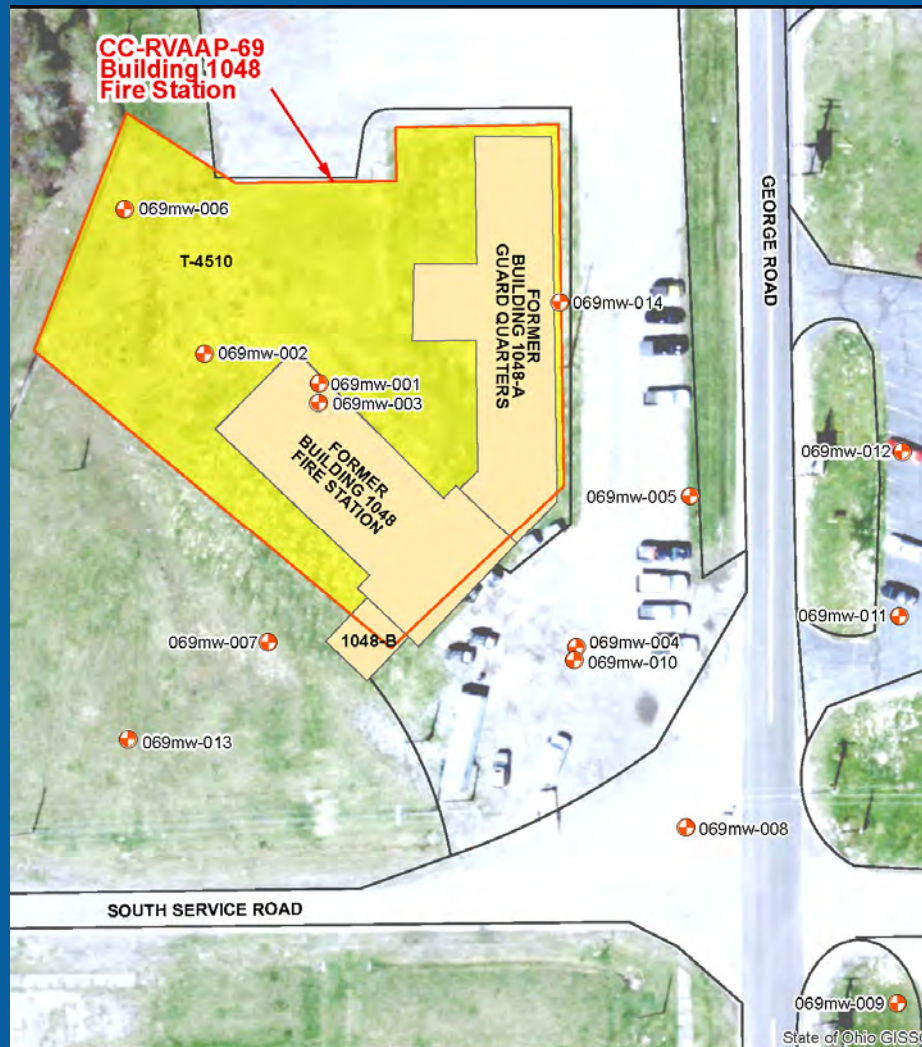 CC-RVAAP-69
Building 1048
Fire Station
069mw-006
T-4510
GEORGE ROAD
FORMER
BUILDING 1048-A
GUARD QUARTERS
069mw-014
069mw-002
069mw-001
069mw-003
069mw-012
FORMER
BUILDING 1048
FIRE STATION
069mw-005
069mw-011
069mw-007
1048-B
069mw-004
069mw-010
069mw-013
069mw-008
SOUTH SERVICE ROAD
069mw-009
State of Ohio